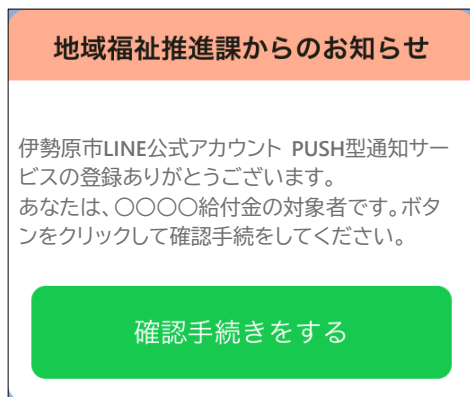 地域福祉推進課からのお知らせ
伊勢原市LINE公式アカウント PUSH型通知サー
ビスの登録ありがとうございます。
あなたは、〇〇〇〇給付金の対象者です。ボタ
ンをクリックして確認手続をしてください。
確認手続きをする